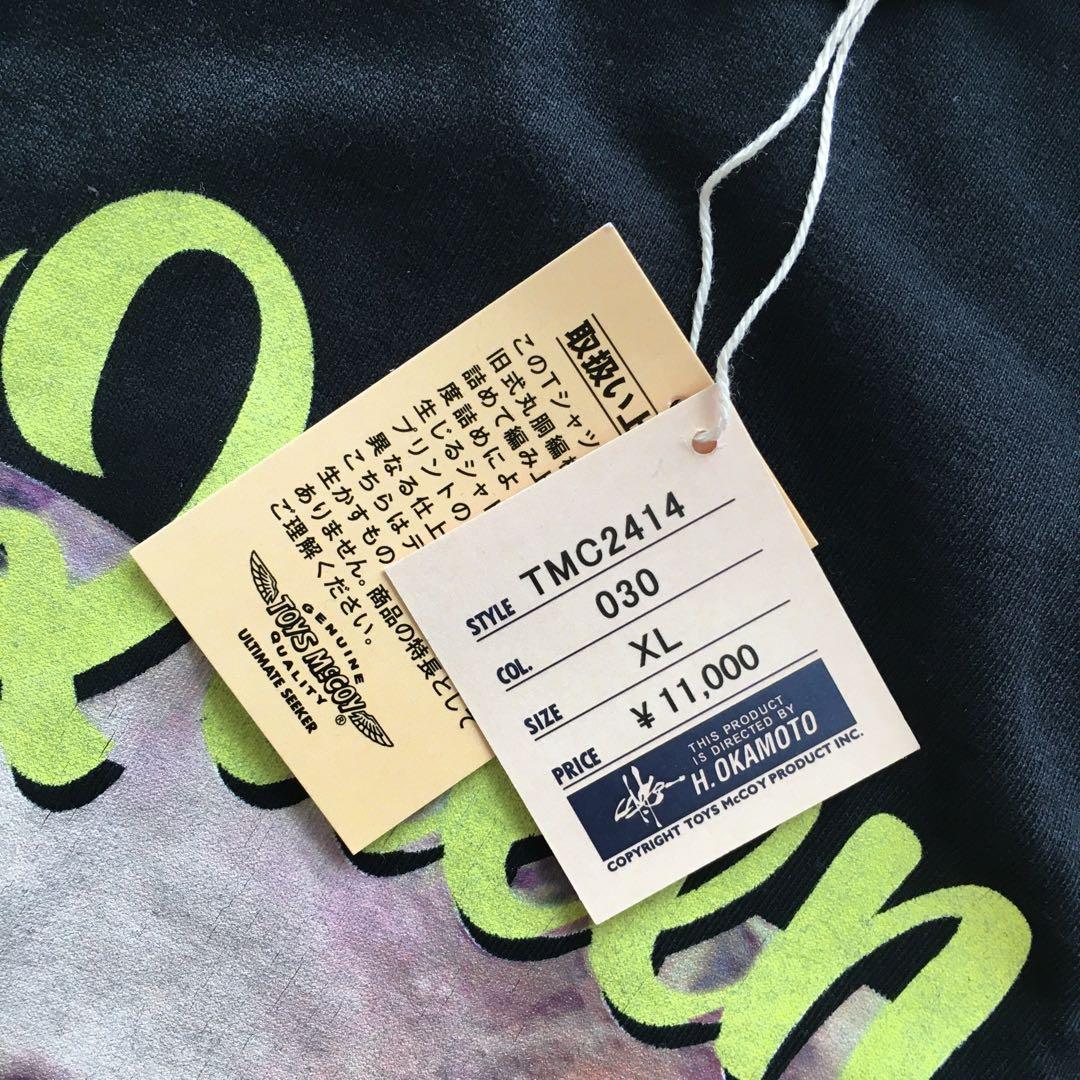 取扱い上
このTシャツ
旧式丸胴編
詰めて編み上
度詰めによ
生じるシャ
プリントの
異なる仕上
こちらはテ
生かすもの
ありません。商品の特長として
ご理解ください。
GENUINE
TOYS McCOY®
QUALITY
ULTIMATE SEEKER
STYLE TMC2414
COL. 030
SIZE XL
PRICE ¥11,000
THIS PRODUCT
IS DIRECTED BY
H. OKAMOTO
COPYRIGHT TOYS McCOY PRODUCT INC.